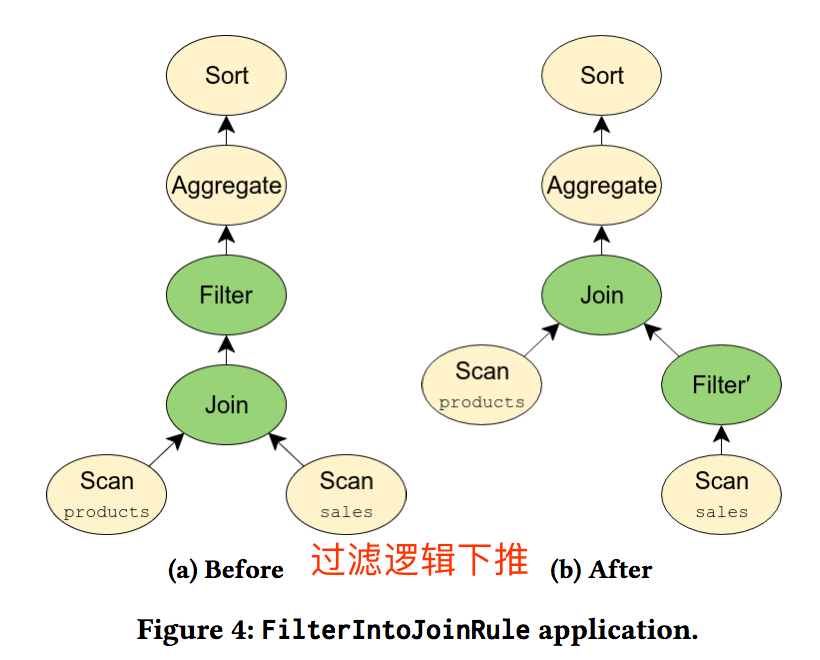 Sort
Aggregate
Filter
Join
Scan
products
Scan
sales
(a) Before
Sort
Aggregate
Join
Scan
products
Filter′
Scan
sales
(b) After
过滤逻辑下推
Figure 4: FilterIntoJoinRule application.